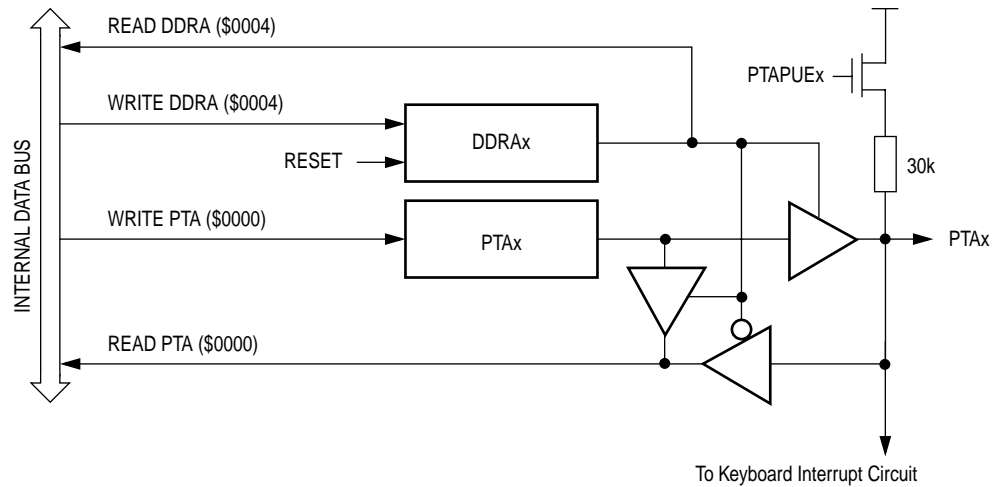 READ DDRA ($0004)
PTAPUEx
WRITE DDRA ($0004)
DDRAx
RESET
30k
INTERNAL DATA BUS
WRITE PTA ($0000)
PTAx
PTAx
READ PTA ($0000)
To Keyboard Interrupt Circuit